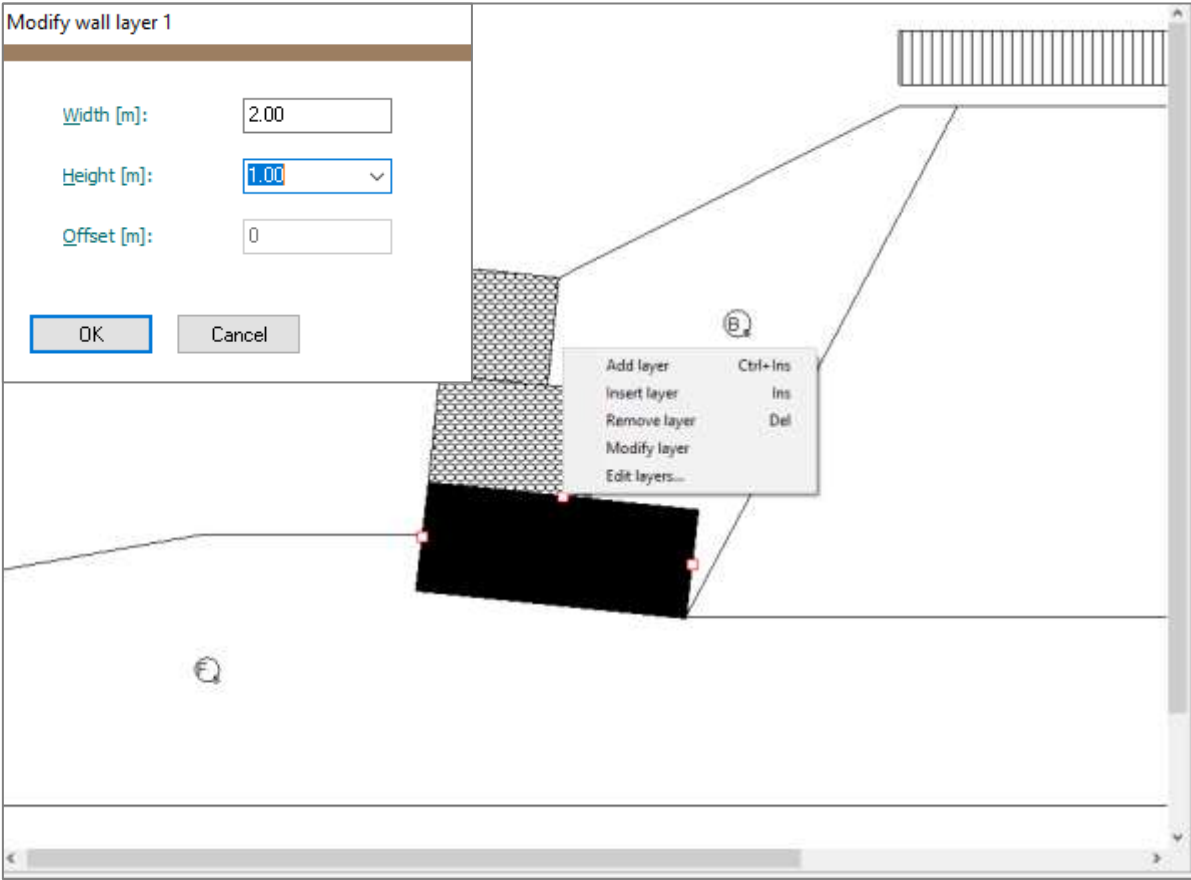 Modify wall layer 1
Width [m]: 2.00
Height [m]: 1.00
Offset [m]: 0
OK Cancel
B
Add layer Ctrl+Ins
Insert layer Ins
Remove layer Del
Modify layer
Edit layers...
F